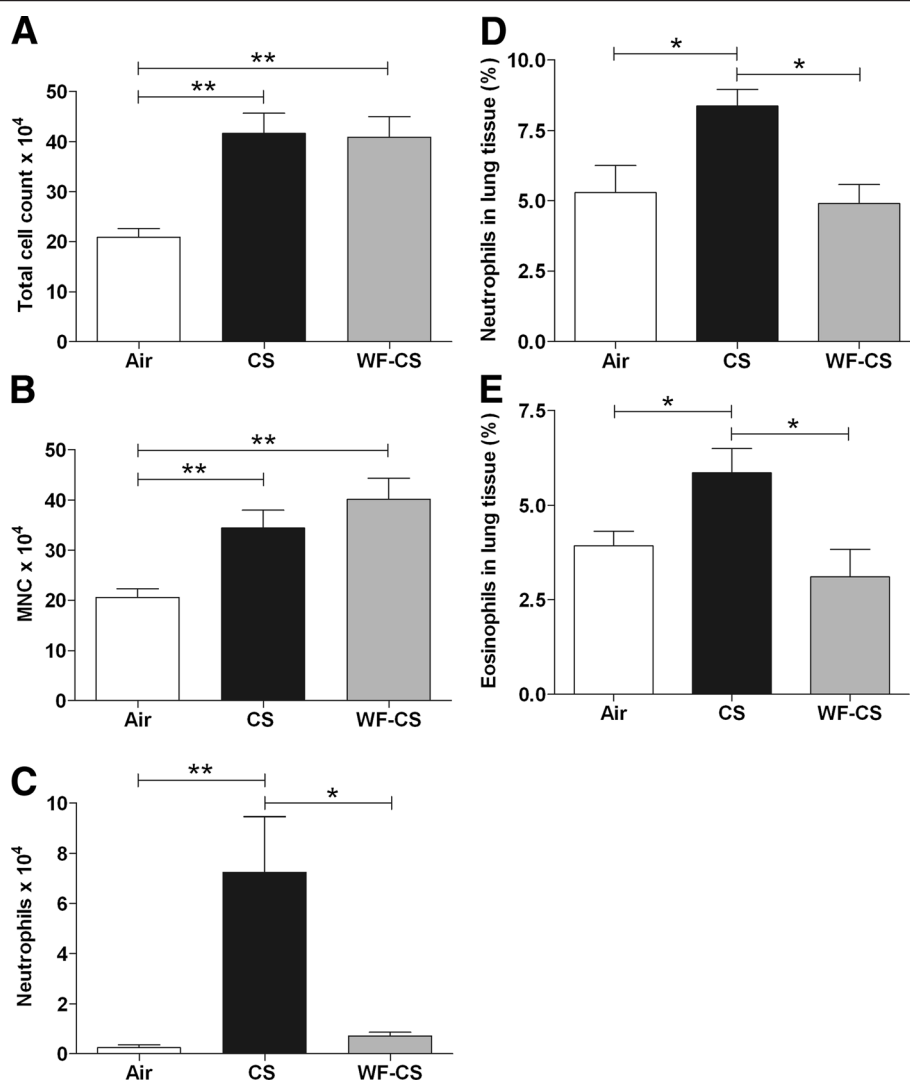 A
**
**
Total cell count x 10⁴
50
40
30
20
10
0
Air CS WF-CS
B
**
**
MNC x 10⁴
50
40
30
20
10
0
Air CS WF-CS
C
**
*
Neutrophils x 10⁴
10
8
6
4
2
0
Air CS WF-CS
D
*
*
Neutrophils in lung tissue (%)
10.0
7.5
5.0
2.5
0.0
Air CS WF-CS
E
*
*
Eosinophils in lung tissue (%)
7.5
5.0
2.5
0.0
Air CS WF-CS